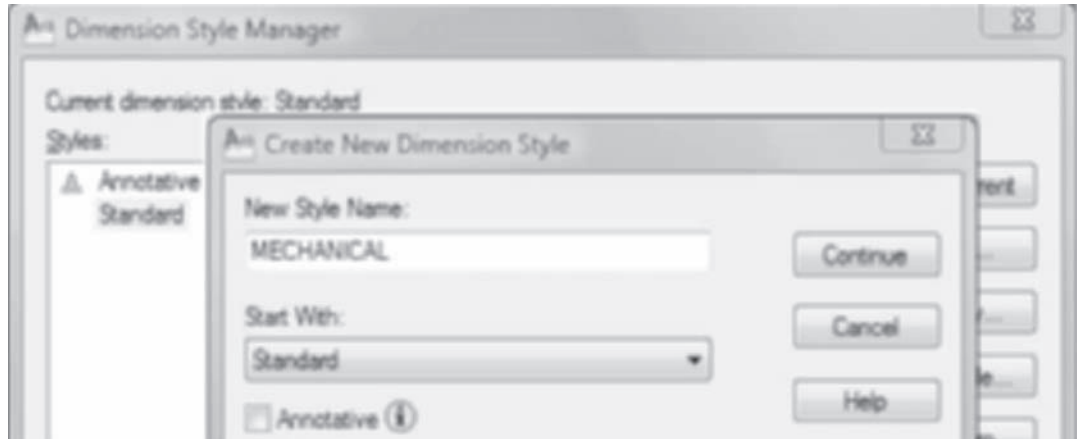 Dimension Style Manager
Current dimension style: Standard
Styles:
Annotative
Standard
Create New Dimension Style
New Style Name:
MECHANICAL
Continue
Start With:
Cancel
Standard
Help
Annotative